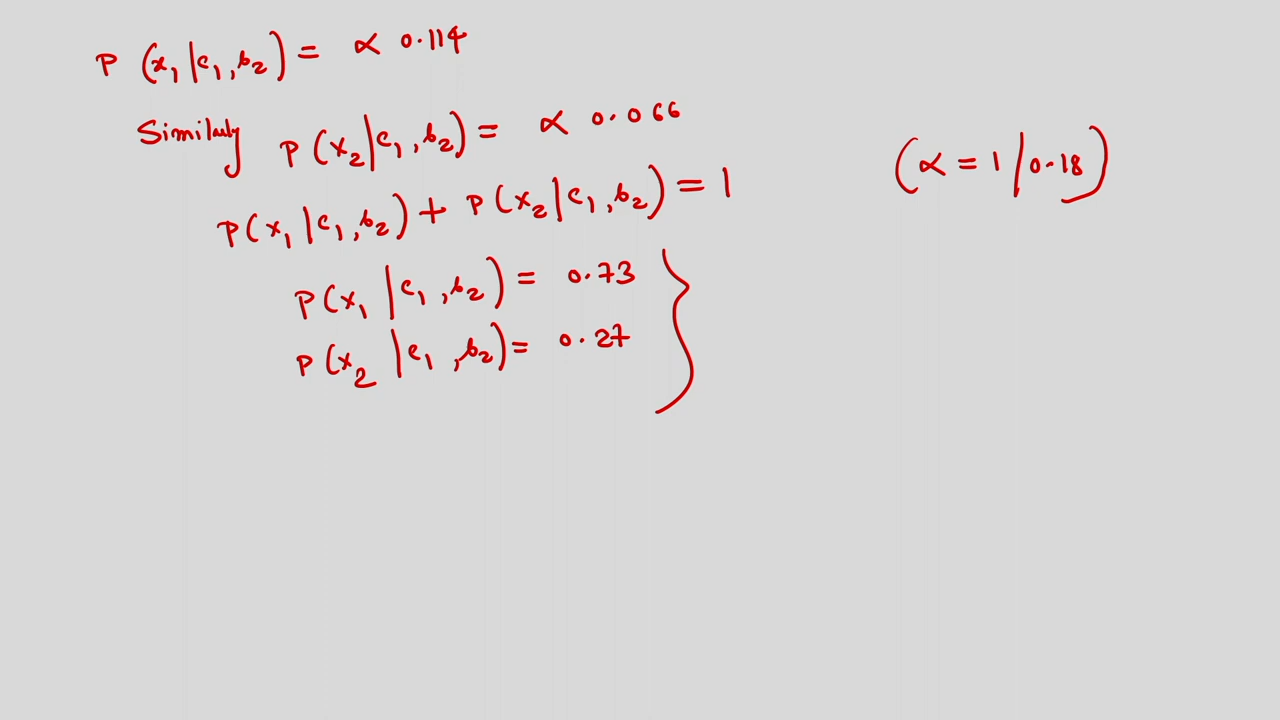 P (x₁|c₁,b₂) = α 0.114
Similarly P(x₂|c₁,b₂) = α 0.066
(α = 1/0.18)
P(x₁|c₁,b₂) + P(x₂|c₁,b₂) = 1
P(x₁|c₁,b₂) = 0.73
P(x₂|c₁,b₂) = 0.27